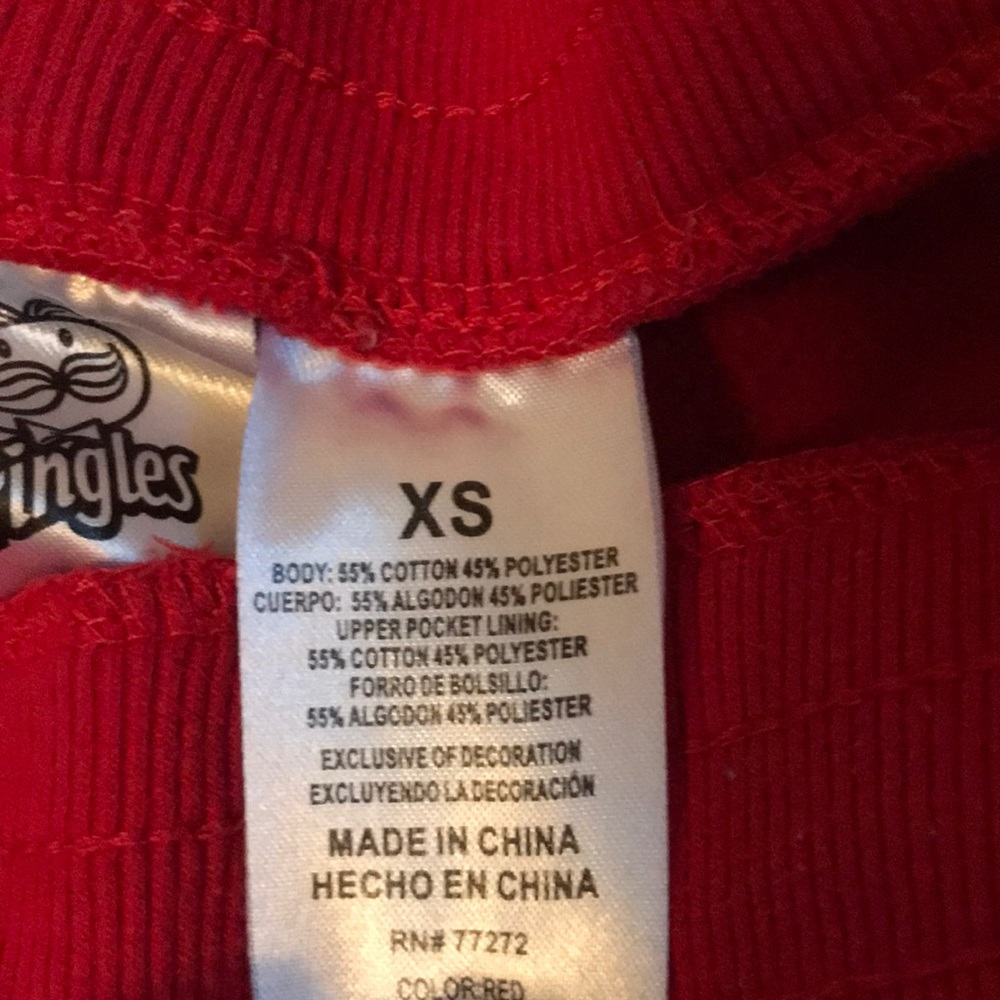 ingles
XS
BODY: 55% COTTON 45% POLYESTER
CUERPO: 55% ALGODON 45% POLIESTER
UPPER POCKET LINING:
55% COTTON 45% POLYESTER
FORRO DE BOLSILLO:
55% ALGODON 45% POLIESTER
EXCLUSIVE OF DECORATION
EXCLUYENDO LA DECORACIÓN
MADE IN CHINA
HECHO EN CHINA
RN# 77272
COLOR:RED